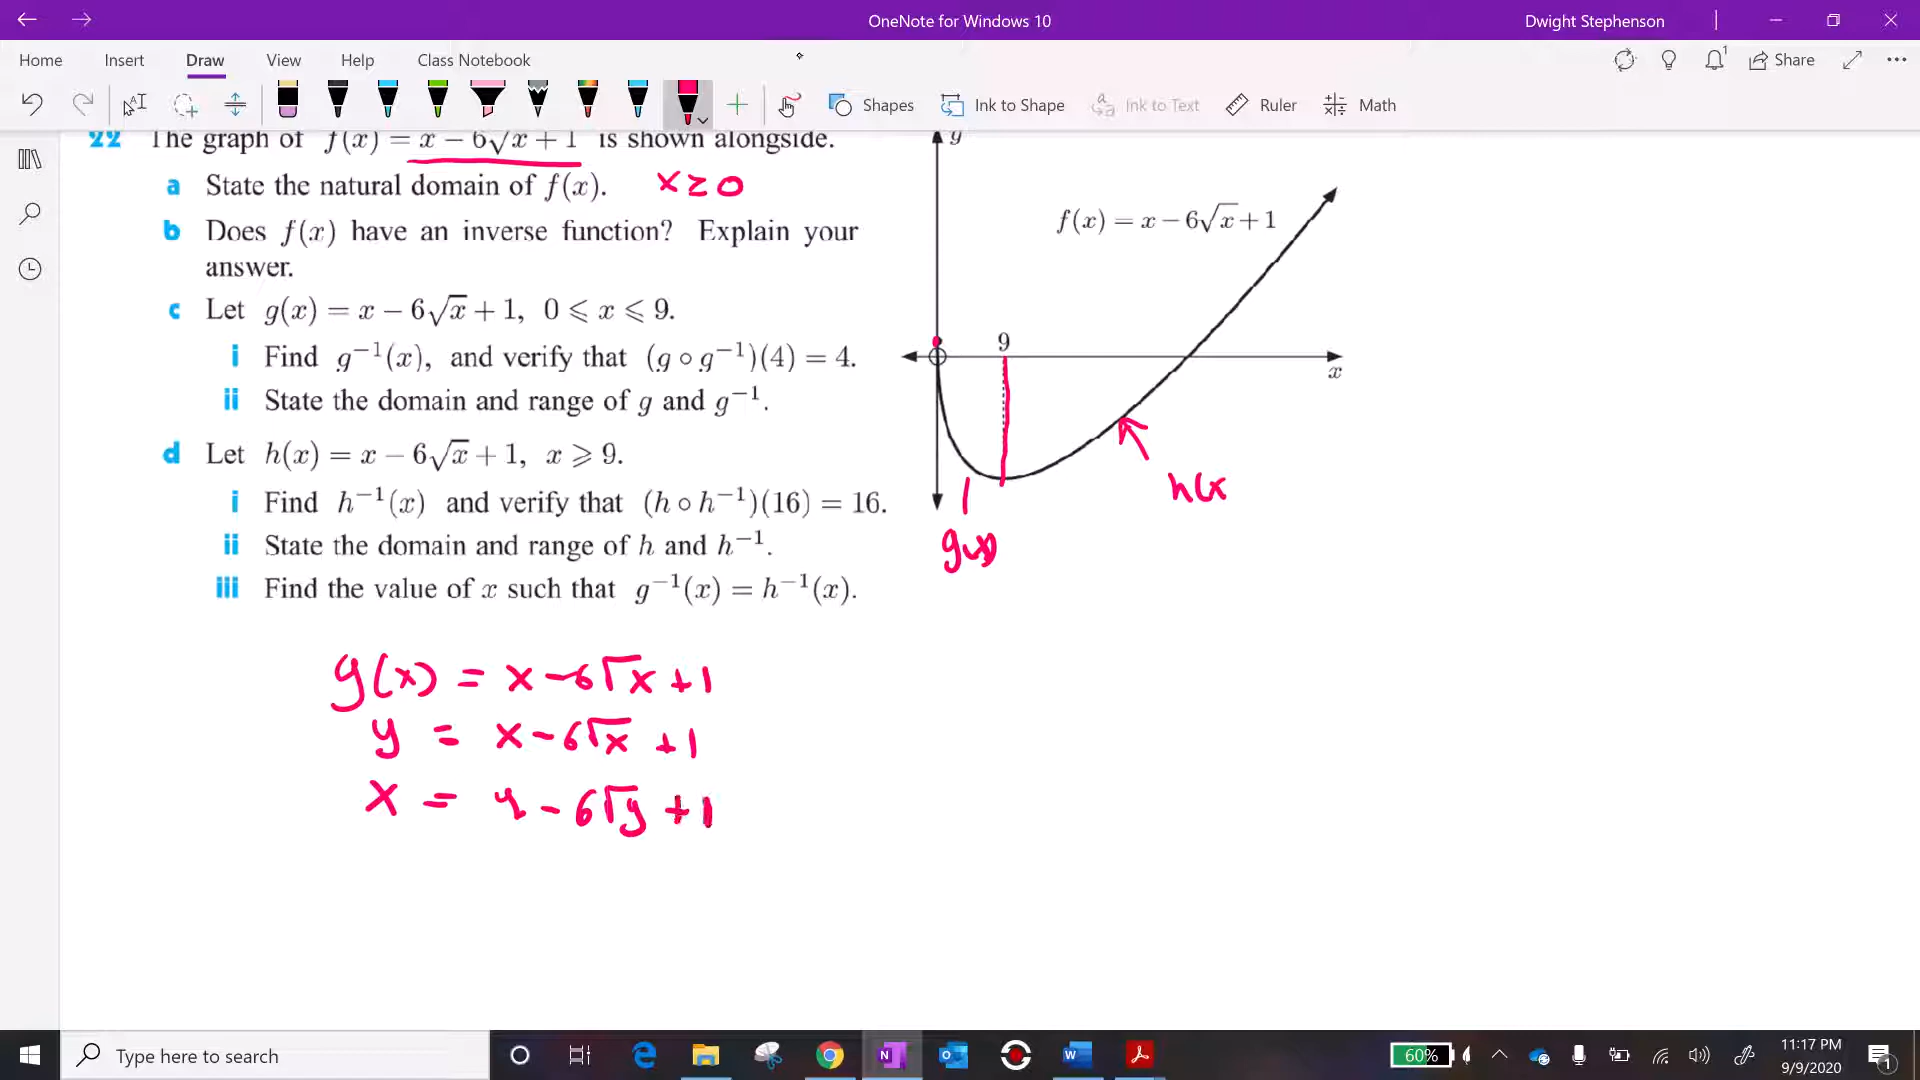 OneNote for Windows 10
Dwight Stephenson
Home Insert Draw View Help Class Notebook
Share
Shapes Ink to Shape Ink to Text Ruler Math
22 The graph of f(x) = x − 6√x + 1 is shown alongside.
a State the natural domain of f(x). x ≥ 0
b Does f(x) have an inverse function? Explain your
answer.
c Let g(x) = x − 6√x + 1, 0 ⩽ x ⩽ 9.
i Find g⁻¹(x), and verify that (g ∘ g⁻¹)(4) = 4.
ii State the domain and range of g and g⁻¹.
d Let h(x) = x − 6√x + 1, x ⩾ 9.
i Find h⁻¹(x) and verify that (h ∘ h⁻¹)(16) = 16.
ii State the domain and range of h and h⁻¹.
iii Find the value of x such that g⁻¹(x) = h⁻¹(x).
y
f(x) = x − 6√x + 1
9
x
h(x
g(x)
g(x) = x − 6√x + 1
y = x − 6√x + 1
x = y − 6√y + 1
Type here to search
60%
11:17 PM
9/9/2020